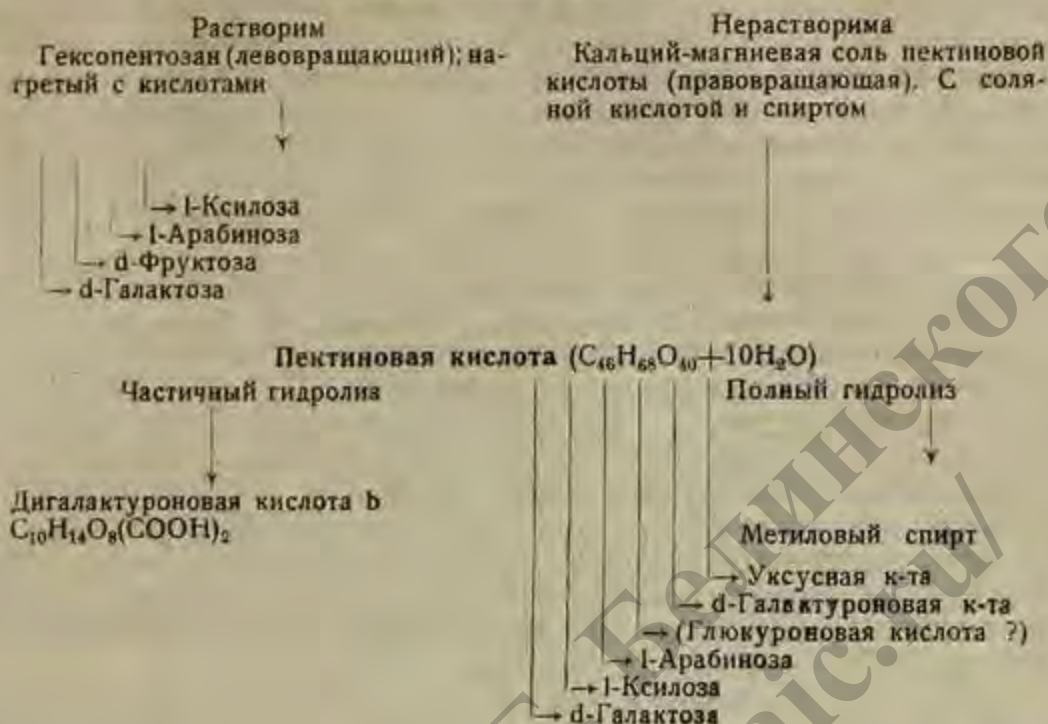 Растворим
Гексопентозан (левовращающий); на-
гретый с кислотами
→ l-Ксилоза
→ l-Арабиноза
→ d-Фруктоза
→ d-Галактоза
Нерастворима
Кальций-магниевая соль пектиновой
кислоты (правовращающая). С соля-
ной кислотой и спиртом
Пектиновая кислота (C₄₆H₆₈O₄₀+10H₂O)
Частичный гидролиз
Дигалактуроновая кислота b
C₁₀H₁₄O₈(COOH)₂
Полный гидролиз
Метиловый спирт
→ Уксусная к-та
→ d-Галактуроновая к-та
→ (Глюкуроновая кислота ?)
→ l-Арабиноза
→ l-Ксилоза
→ d-Галактоза